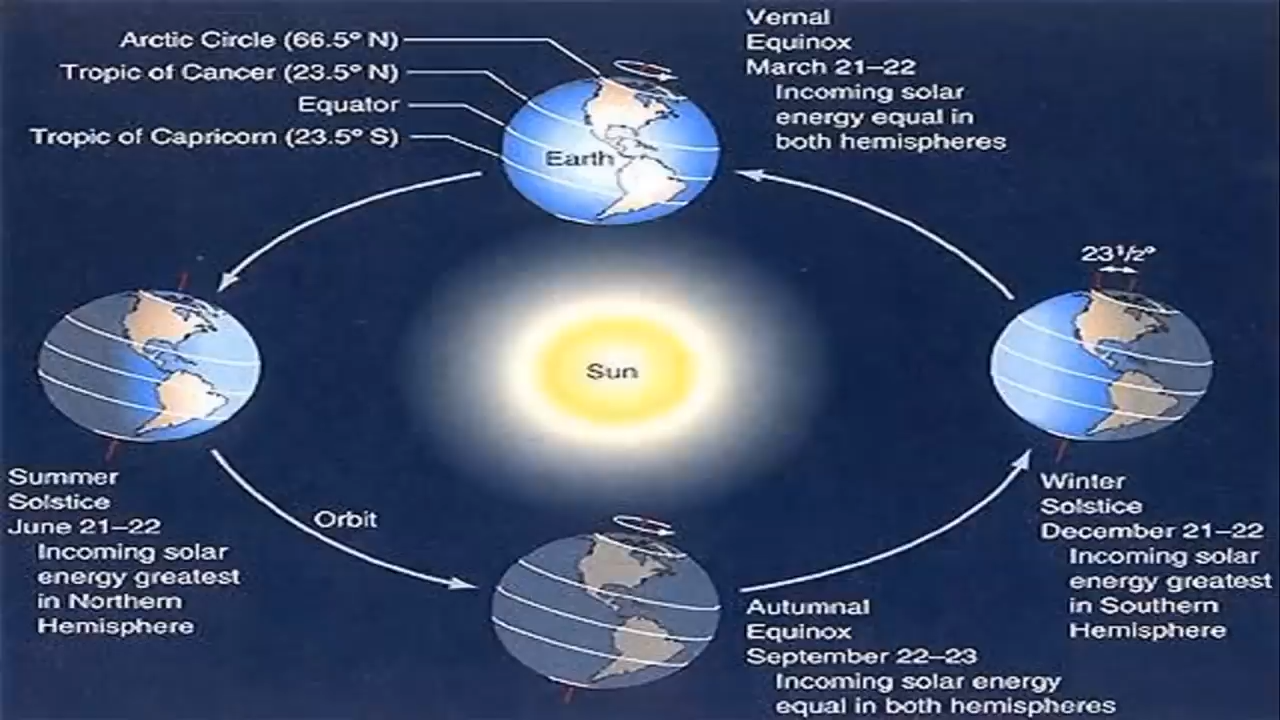 Arctic Circle (66.5° N)
Tropic of Cancer (23.5° N)
Equator
Tropic of Capricorn (23.5° S)
Earth
Vernal
Equinox
March 21–22
Incoming solar
energy equal in
both hemispheres
23½°
Sun
Summer
Solstice
June 21–22
Incoming solar
energy greatest
in Northern
Hemisphere
Orbit
Autumnal
Equinox
September 22–23
Incoming solar energy
equal in both hemispheres
Winter
Solstice
December 21–22
Incoming solar
energy greatest
in Southern
Hemisphere